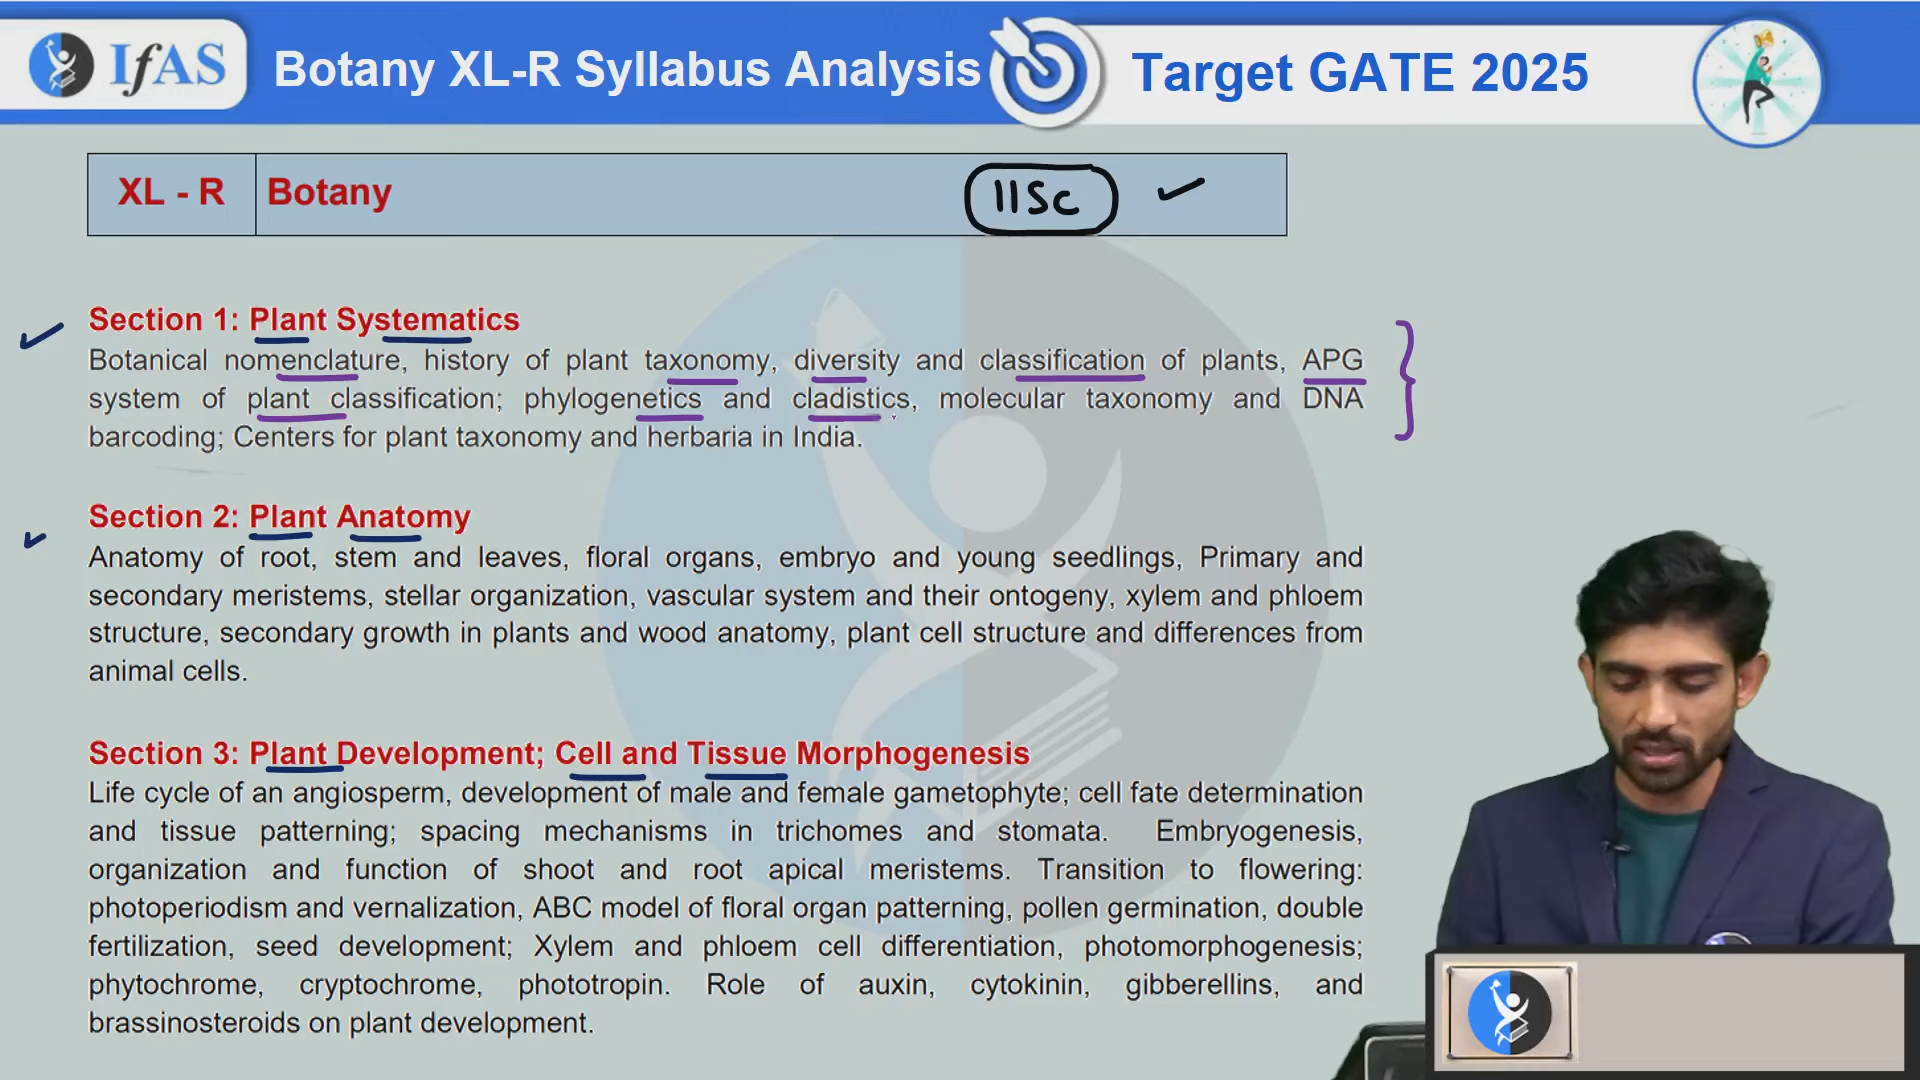 IfAS
Botany XL-R Syllabus Analysis
Target GATE 2025
XL - R
Botany
IISc
Section 1: Plant Systematics
Botanical nomenclature, history of plant taxonomy, diversity and classification of plants, APG
system of plant classification; phylogenetics and cladistics, molecular taxonomy and DNA
barcoding; Centers for plant taxonomy and herbaria in India.
Section 2: Plant Anatomy
Anatomy of root, stem and leaves, floral organs, embryo and young seedlings, Primary and
secondary meristems, stellar organization, vascular system and their ontogeny, xylem and phloem
structure, secondary growth in plants and wood anatomy, plant cell structure and differences from
animal cells.
Section 3: Plant Development; Cell and Tissue Morphogenesis
Life cycle of an angiosperm, development of male and female gametophyte; cell fate determination
and tissue patterning; spacing mechanisms in trichomes and stomata. Embryogenesis,
organization and function of shoot and root apical meristems. Transition to flowering:
photoperiodism and vernalization, ABC model of floral organ patterning, pollen germination, double
fertilization, seed development; Xylem and phloem cell differentiation, photomorphogenesis;
phytochrome, cryptochrome, phototropin. Role of auxin, cytokinin, gibberellins, and
brassinosteroids on plant development.